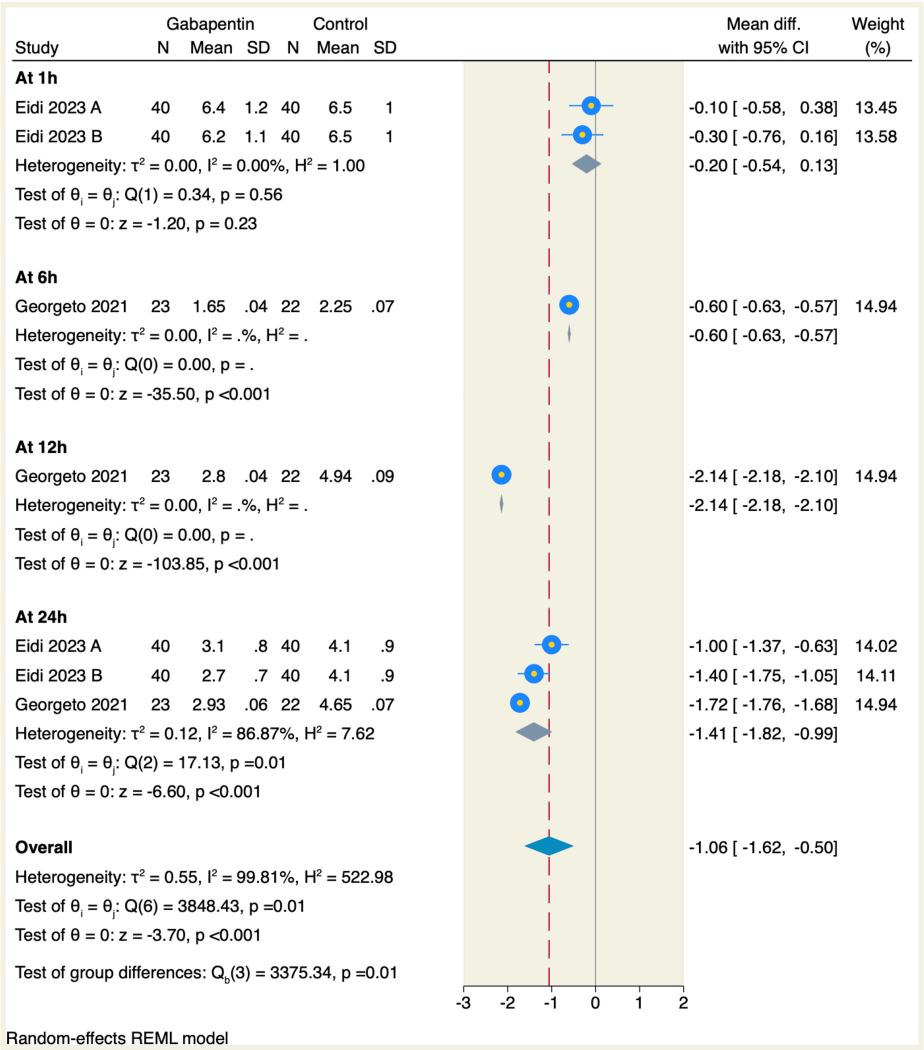 Gabapentin Control Mean diff. Weight
Study N Mean SD N Mean SD with 95% CI (%)
At 1h
Eidi 2023 A 40 6.4 1.2 40 6.5 1 -0.10 [ -0.58, 0.38] 13.45
Eidi 2023 B 40 6.2 1.1 40 6.5 1 -0.30 [ -0.76, 0.16] 13.58
Heterogeneity: τ² = 0.00, I² = 0.00%, H² = 1.00 -0.20 [ -0.54, 0.13]
Test of θᵢ = θⱼ: Q(1) = 0.34, p = 0.56
Test of θ = 0: z = -1.20, p = 0.23
At 6h
Georgeto 2021 23 1.65 .04 22 2.25 .07 -0.60 [ -0.63, -0.57] 14.94
Heterogeneity: τ² = 0.00, I² = .%, H² = . -0.60 [ -0.63, -0.57]
Test of θᵢ = θⱼ: Q(0) = 0.00, p = .
Test of θ = 0: z = -35.50, p <0.001
At 12h
Georgeto 2021 23 2.8 .04 22 4.94 .09 -2.14 [ -2.18, -2.10] 14.94
Heterogeneity: τ² = 0.00, I² = .%, H² = . -2.14 [ -2.18, -2.10]
Test of θᵢ = θⱼ: Q(0) = 0.00, p = .
Test of θ = 0: z = -103.85, p <0.001
At 24h
Eidi 2023 A 40 3.1 .8 40 4.1 .9 -1.00 [ -1.37, -0.63] 14.02
Eidi 2023 B 40 2.7 .7 40 4.1 .9 -1.40 [ -1.75, -1.05] 14.11
Georgeto 2021 23 2.93 .06 22 4.65 .07 -1.72 [ -1.76, -1.68] 14.94
Heterogeneity: τ² = 0.12, I² = 86.87%, H² = 7.62 -1.41 [ -1.82, -0.99]
Test of θᵢ = θⱼ: Q(2) = 17.13, p =0.01
Test of θ = 0: z = -6.60, p <0.001
Overall -1.06 [ -1.62, -0.50]
Heterogeneity: τ² = 0.55, I² = 99.81%, H² = 522.98
Test of θᵢ = θⱼ: Q(6) = 3848.43, p =0.01
Test of θ = 0: z = -3.70, p <0.001
Test of group differences: Q_b(3) = 3375.34, p =0.01
-3 -2 -1 0 1 2
Random-effects REML model